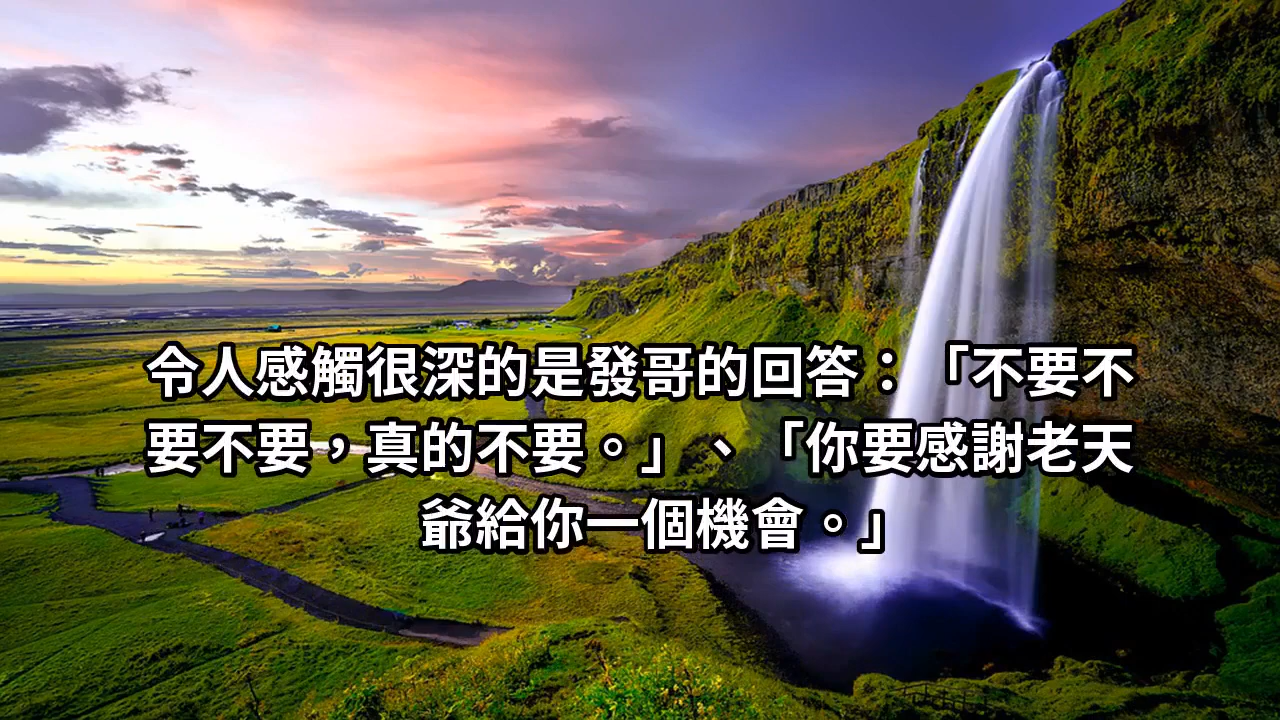 令人感觸很深的是發哥的回答：「不要不
要不要，真的不要。」、「你要感謝老天
爺給你一個機會。」